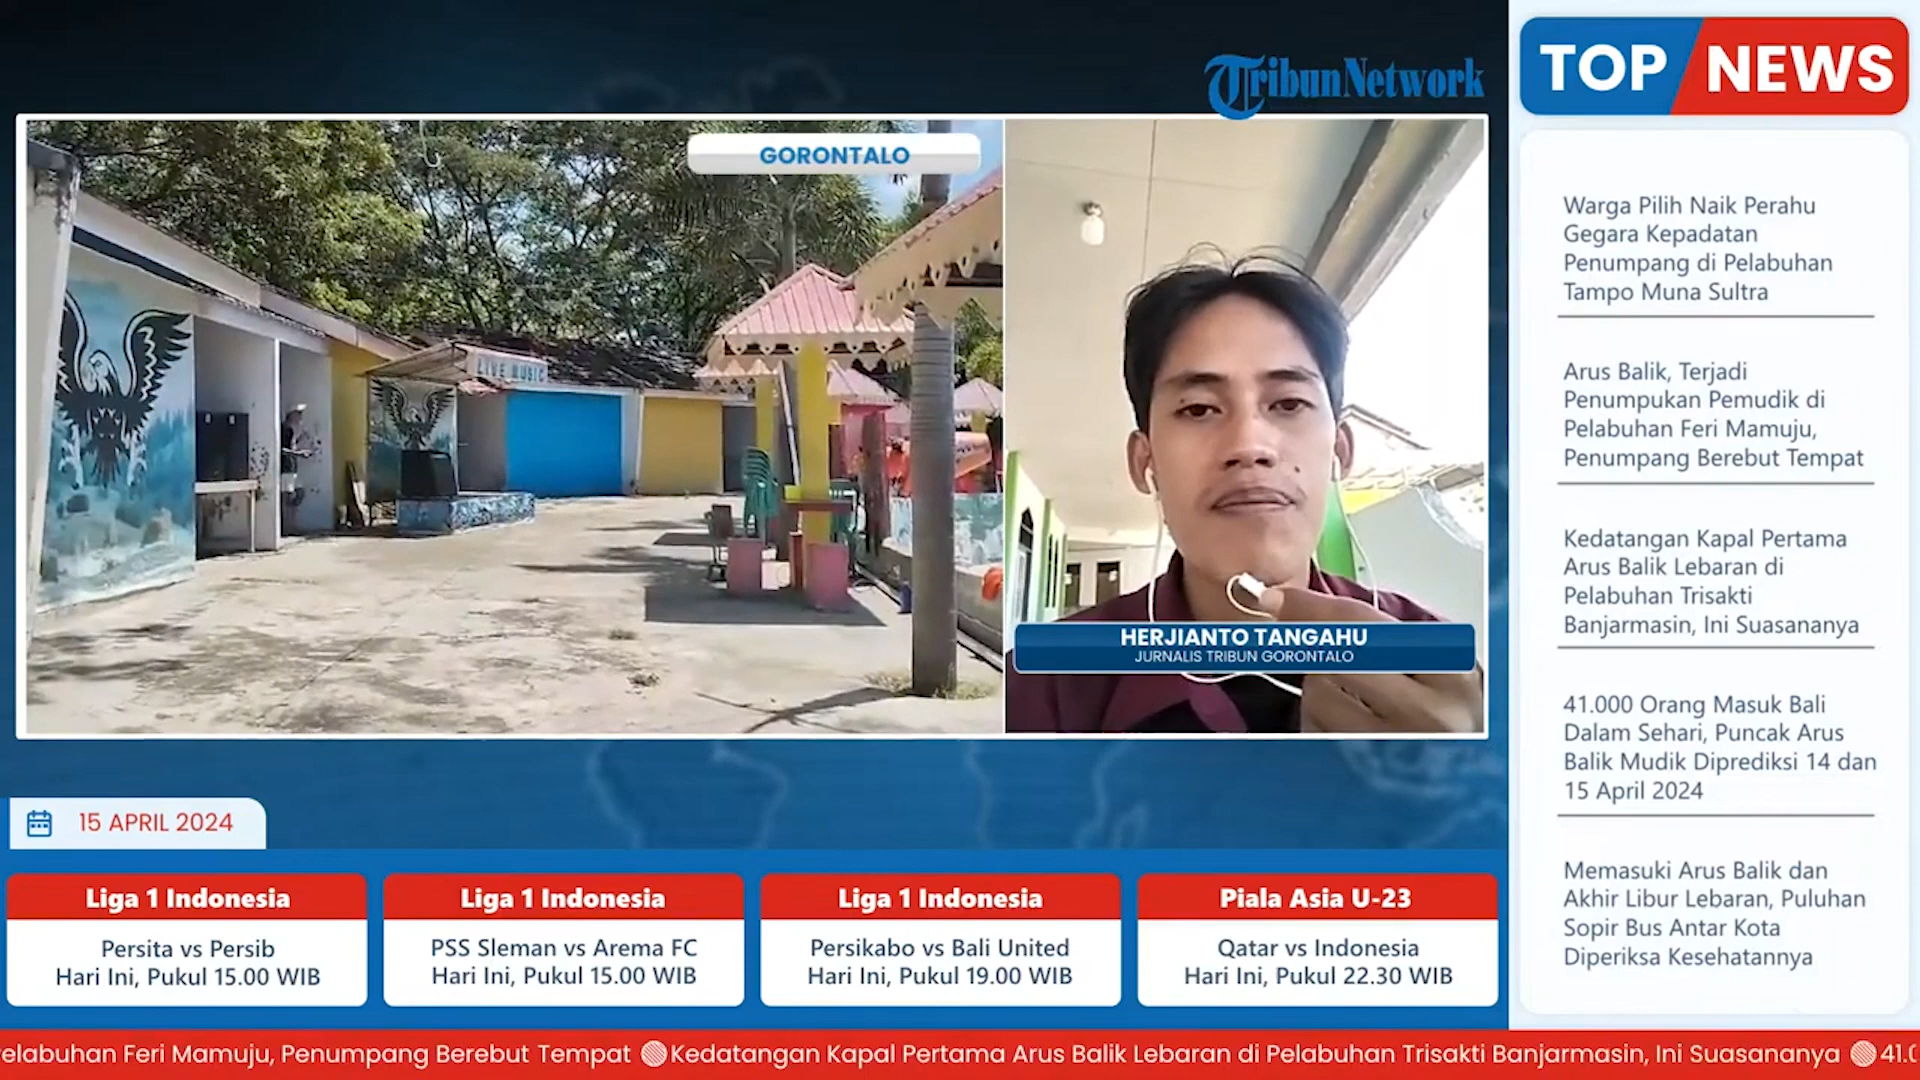 TribunNetwork
TOP NEWS
GORONTALO
LIVE MUSIC
HERJIANTO TANGAHU
JURNALIS TRIBUN GORONTALO
Warga Pilih Naik Perahu
Gegara Kepadatan
Penumpang di Pelabuhan
Tampo Muna Sultra
Arus Balik, Terjadi
Penumpukan Pemudik di
Pelabuhan Feri Mamuju,
Penumpang Berebut Tempat
Kedatangan Kapal Pertama
Arus Balik Lebaran di
Pelabuhan Trisakti
Banjarmasin, Ini Suasananya
41.000 Orang Masuk Bali
Dalam Sehari, Puncak Arus
Balik Mudik Diprediksi 14 dan
15 April 2024
Memasuki Arus Balik dan
Akhir Libur Lebaran, Puluhan
Sopir Bus Antar Kota
Diperiksa Kesehatannya
15 APRIL 2024
Liga 1 Indonesia
Persita vs Persib
Hari Ini, Pukul 15.00 WIB
Liga 1 Indonesia
PSS Sleman vs Arema FC
Hari Ini, Pukul 15.00 WIB
Liga 1 Indonesia
Persikabo vs Bali United
Hari Ini, Pukul 19.00 WIB
Piala Asia U-23
Qatar vs Indonesia
Hari Ini, Pukul 22.30 WIB
elabuhan Feri Mamuju, Penumpang Berebut Tempat Kedatangan Kapal Pertama Arus Balik Lebaran di Pelabuhan Trisakti Banjarmasin, Ini Suasananya 41.0